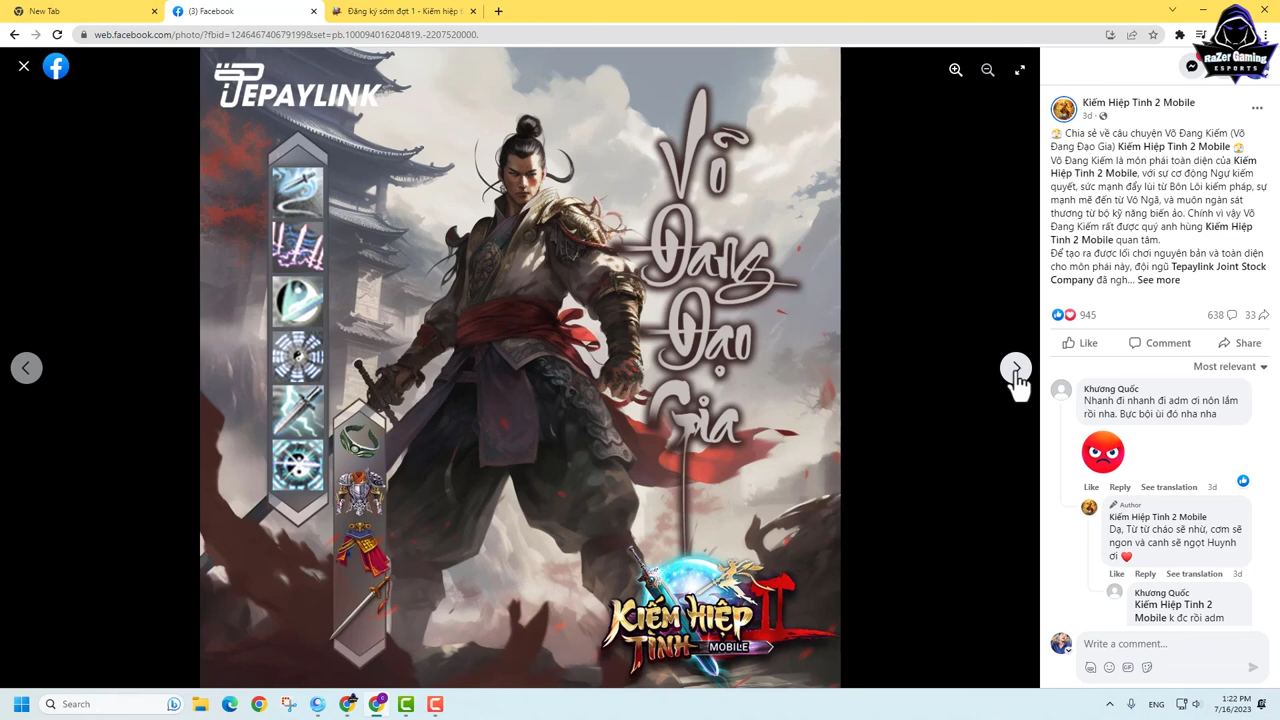 New Tab
(3) Facebook
Đăng ký sớm đợt 1 - Kiếm hiệp t
web.facebook.com/photo/?fbid=124646740679199&set=pb.100094016204819.-2207520000.
RaZer Gaming
ESPORTS
TEPAYLINK
Võ
Đang
Đạo
Gia
KIẾM HIỆP
TÌNH
II
MOBILE
Kiếm Hiệp Tình 2 Mobile
3d ·
Chia sẻ về câu chuyện Võ Đang Kiếm (Võ
Đang Đạo Gia) Kiếm Hiệp Tình 2 Mobile
Võ Đang Kiếm là môn phái toàn diện của Kiếm
Hiệp Tình 2 Mobile, với sự cơ động Ngự kiếm
quyết, sức mạnh đẩy lùi từ Bôn Lôi kiếm pháp, sự
mạnh mẽ đến từ Vô Ngã, và muôn ngàn sát
thương từ bộ kỹ năng biến ảo. Chính vì vậy Võ
Đang Kiếm rất được quý anh hùng Kiếm Hiệp
Tình 2 Mobile quan tâm.
Để tạo ra được lối chơi nguyên bản và toàn diện
cho môn phái này, đội ngũ Tepaylink Joint Stock
Company đã ngh... See more
945
638
33
Like
Comment
Share
Most relevant
Khương Quốc
Nhanh đi nhanh đi adm ơi nôn lắm
rồi nha. Bực bội ùi đó nha nha
Like Reply See translation 3d
Author
Kiếm Hiệp Tình 2 Mobile
Dạ, Từ từ cháo sẽ nhừ, cơm sẽ
ngon và canh sẽ ngọt Huynh
ơi
Like Reply See translation 3d
Khương Quốc
Kiếm Hiệp Tình 2
Mobile k đc rồi adm
Write a comment...
GIF
Search
ENG
1:22 PM
7/16/2023